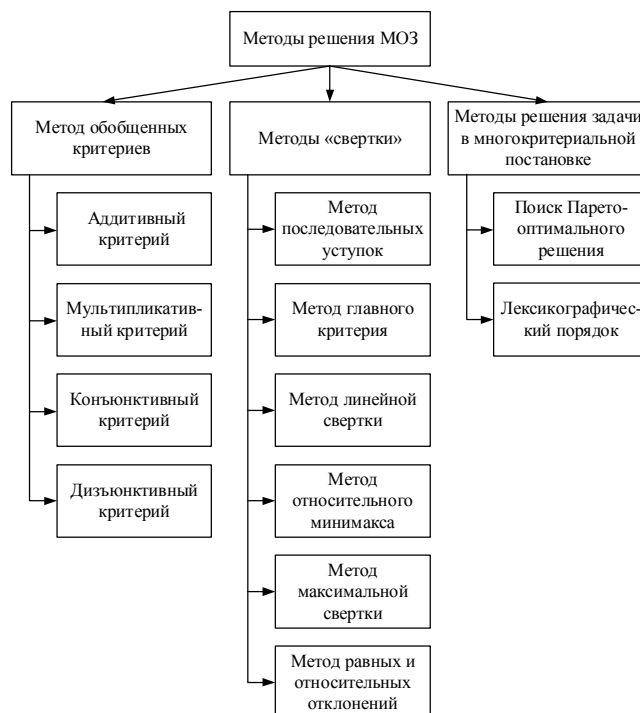 Методы решения МОЗ
Метод обобщенных
критериев
Методы «свертки»
Методы решения задачи
в многокритериальной
постановке
Аддитивный
критерий
Мультипликатив-
ный критерий
Конъюнктивный
критерий
Дизъюнктивный
критерий
Метод
последовательных
уступок
Метод главного
критерия
Метод линейной
свертки
Метод
относительного
минимакса
Метод
максимальной
свертки
Метод равных и
относительных
отклонений
Поиск Парето-
оптимального
решения
Лексикографичес-
кий порядок